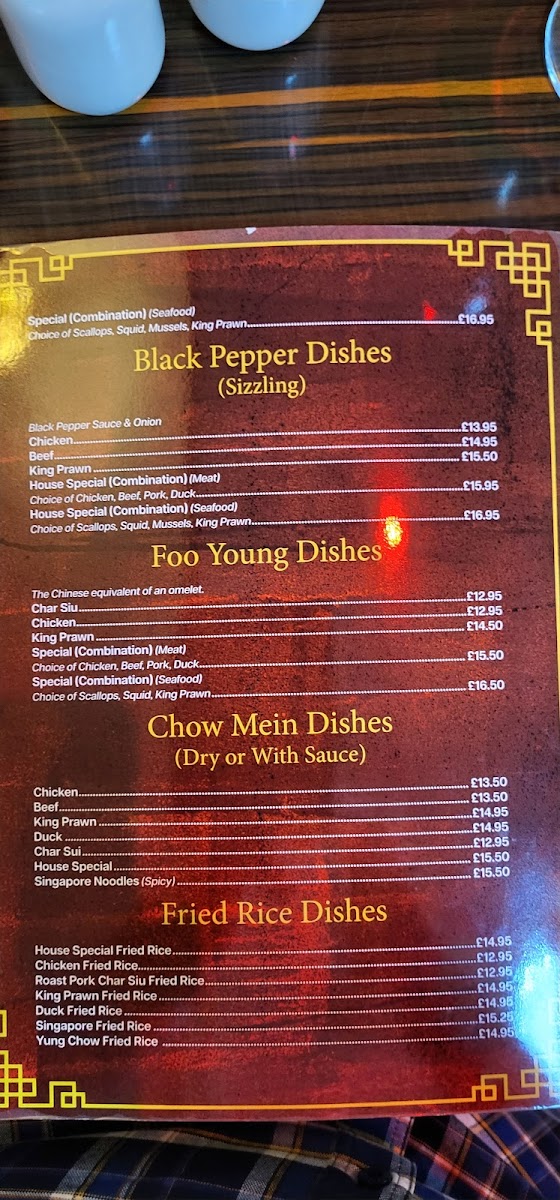 Special (Combination) (Seafood)
Choice of Scallops, Squid, Mussels, King Prawn....£16.95
Black Pepper Dishes
(Sizzling)
Black Pepper Sauce & Onion
Chicken....£13.95
Beef....£14.95
King Prawn....£15.50
House Special (Combination) (Meat)
Choice of Chicken, Beef, Pork, Duck....£15.95
House Special (Combination) (Seafood)
Choice of Scallops, Squid, Mussels, King Prawn....£16.95
Foo Young Dishes
The Chinese equivalent of an omelet.
Char Siu....£12.95
Chicken....£12.95
King Prawn....£14.50
Special (Combination) (Meat)
Choice of Chicken, Beef, Pork, Duck....£15.50
Special (Combination) (Seafood)
Choice of Scallops, Squid, King Prawn....£16.50
Chow Mein Dishes
(Dry or With Sauce)
Chicken....£13.50
Beef....£13.50
King Prawn....£14.95
Duck....£14.95
Char Sui....£12.95
House Special....£15.50
Singapore Noodles (Spicy)....£15.50
Fried Rice Dishes
House Special Fried Rice....£14.95
Chicken Fried Rice....£12.95
Roast Pork Char Siu Fried Rice....£12.95
King Prawn Fried Rice....£14.95
Duck Fried Rice....£14.95
Singapore Fried Rice....£15.25
Yung Chow Fried Rice....£14.95